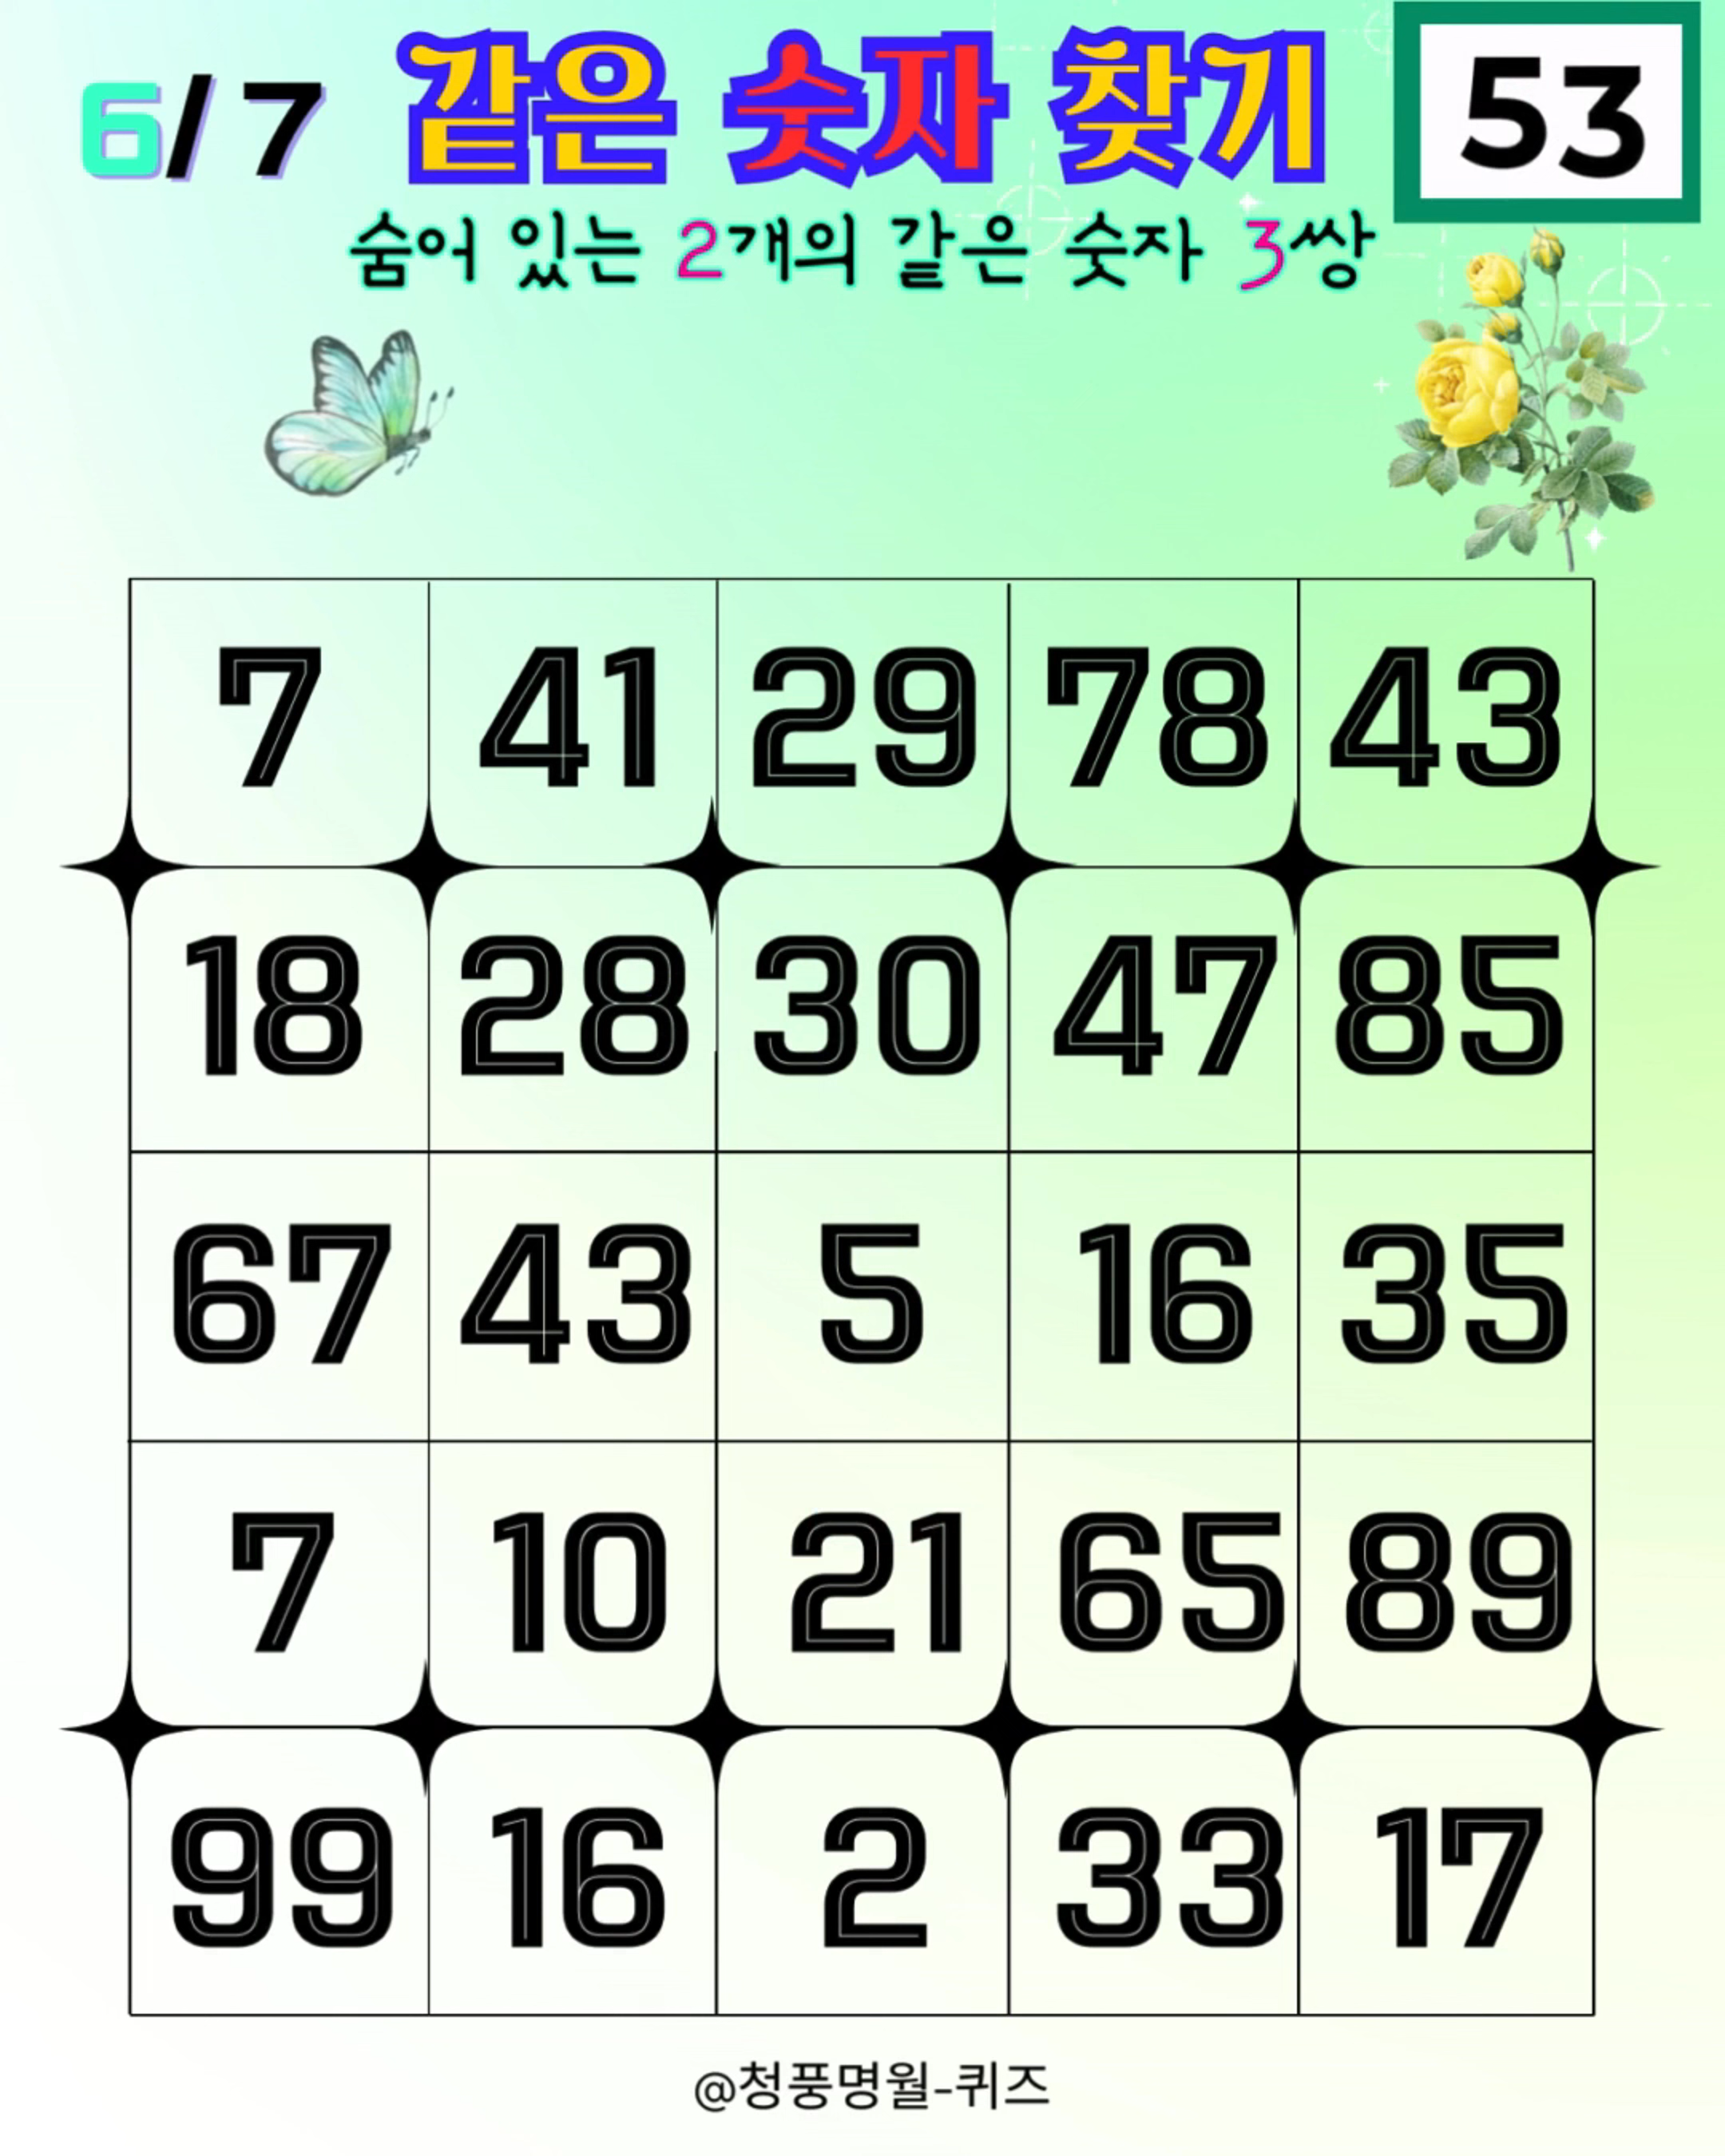 6/7 같은 숫자 찾기 53
숨어 있는 2개의 같은 숫자 3쌍
7 41 29 78 43
18 28 30 47 85
67 43 5 16 35
7 10 21 65 89
99 16 2 33 17
@청풍명월-퀴즈